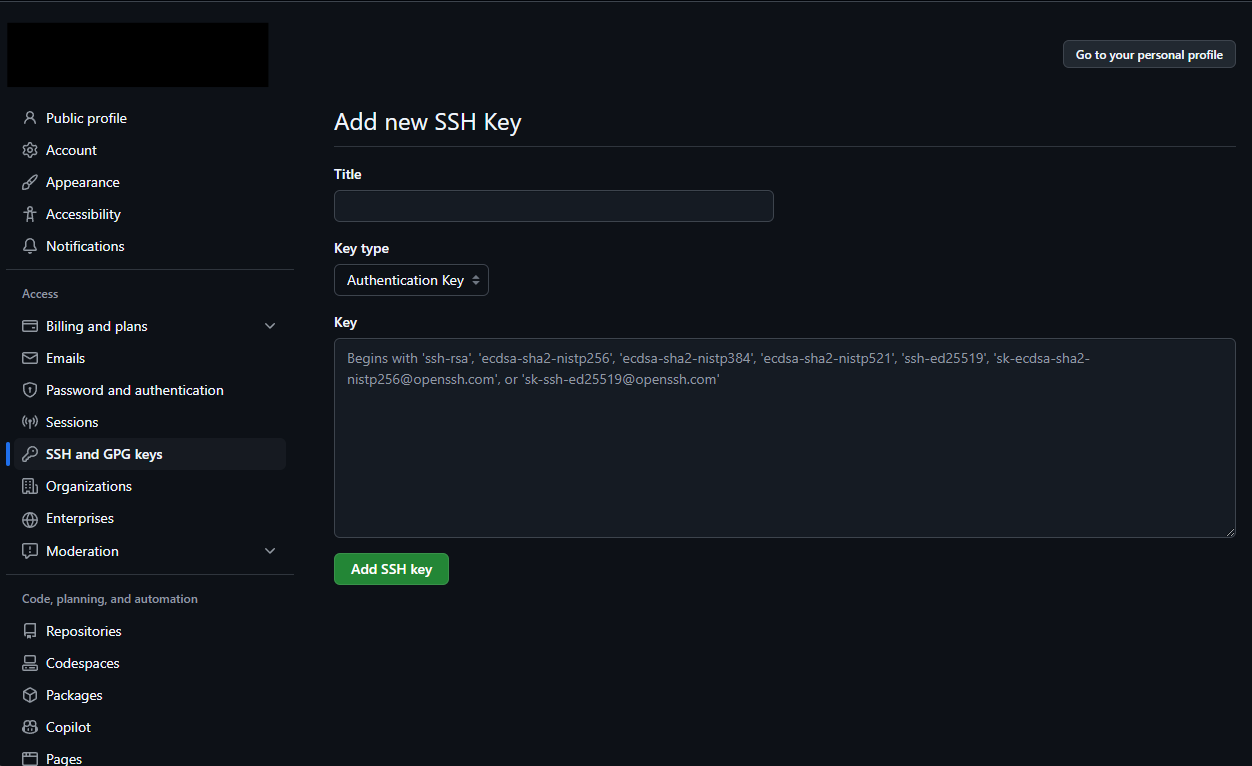 Go to your personal profile
Public profile
Account
Appearance
Accessibility
Notifications
Access
Billing and plans
Emails
Password and authentication
Sessions
SSH and GPG keys
Organizations
Enterprises
Moderation
Code, planning, and automation
Repositories
Codespaces
Packages
Copilot
Pages
Add new SSH Key
Title
Key type
Authentication Key
Key
Begins with 'ssh-rsa', 'ecdsa-sha2-nistp256', 'ecdsa-sha2-nistp384', 'ecdsa-sha2-nistp521', 'ssh-ed25519', 'sk-ecdsa-sha2-
nistp256@openssh.com', or 'sk-ssh-ed25519@openssh.com'
Add SSH key